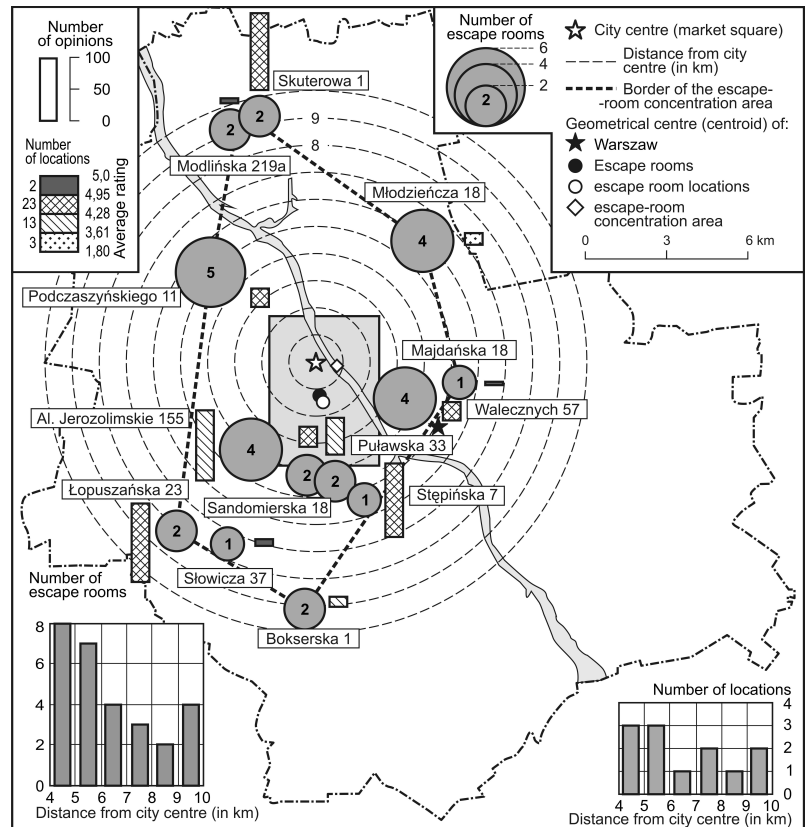 Number
of opinions
100
50
0
Number
of locations
2
23
13
3
5,0
4,95
4,28
3,61
1,80
Average rating
Number of
escape rooms
6
4
2
2
City centre (market square)
Distance from city
centre (in km)
Border of the escape-
-room concentration area
Geometrical centre (centroid) of:
Warszaw
Escape rooms
escape room locations
escape-room
concentration area
0 3 6 km
Skuterowa 1
2
2
9
8
Modlińska 219a
Młodzieńcza 18
4
5
Podczaszyńskiego 11
Majdańska 18
1
4
Walecznych 57
Al. Jerozolimskie 155
4
Puławska 33
2
2
1
Łopuszańska 23
Sandomierska 18
Stępińska 7
2
1
Słowicza 37
2
Bokserska 1
Number of
escape rooms
8
6
4
2
0
4 5 6 7 8 9 10
Distance from city centre (in km)
Number of locations
4
3
2
1
0
4 5 6 7 8 9 10
Distance from city centre (in km)